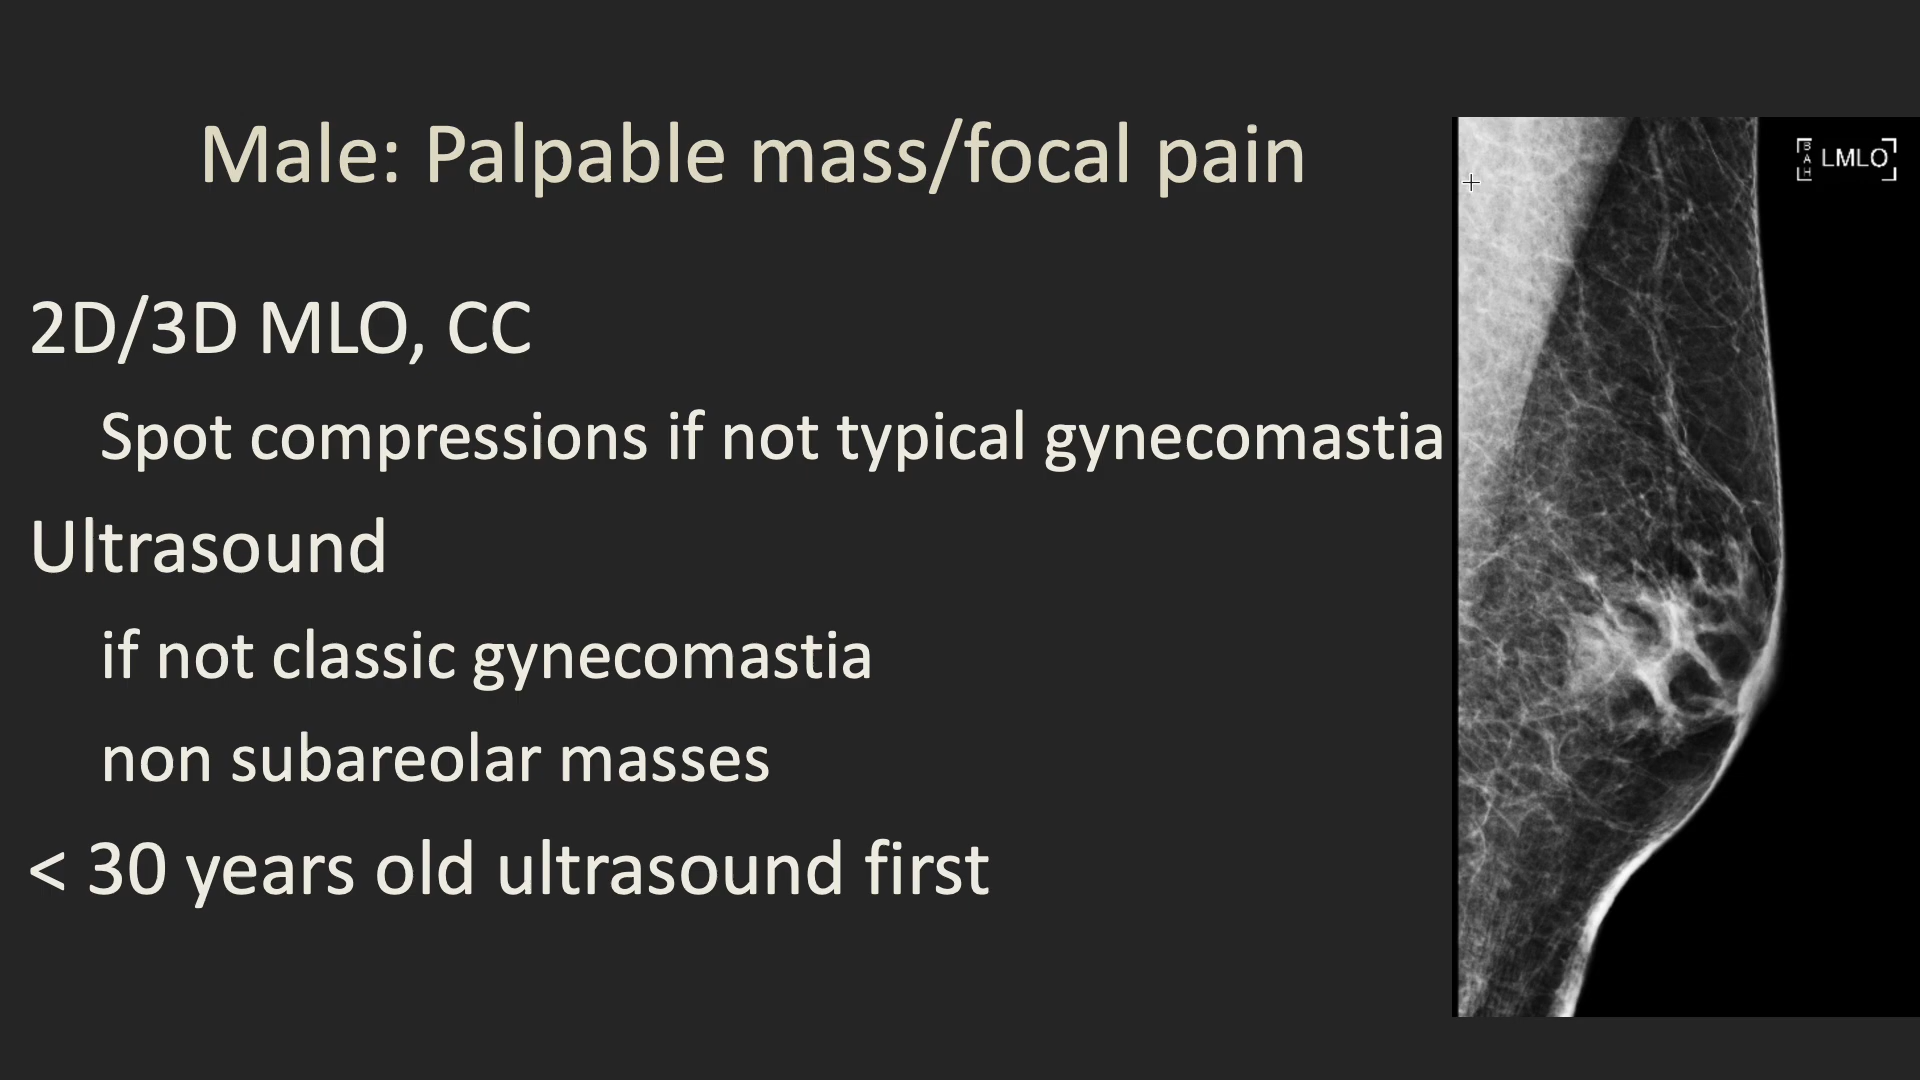 Male: Palpable mass/focal pain
2D/3D MLO, CC
Spot compressions if not typical gynecomastia
Ultrasound
if not classic gynecomastia
non subareolar masses
< 30 years old ultrasound first
BAH
LMLO